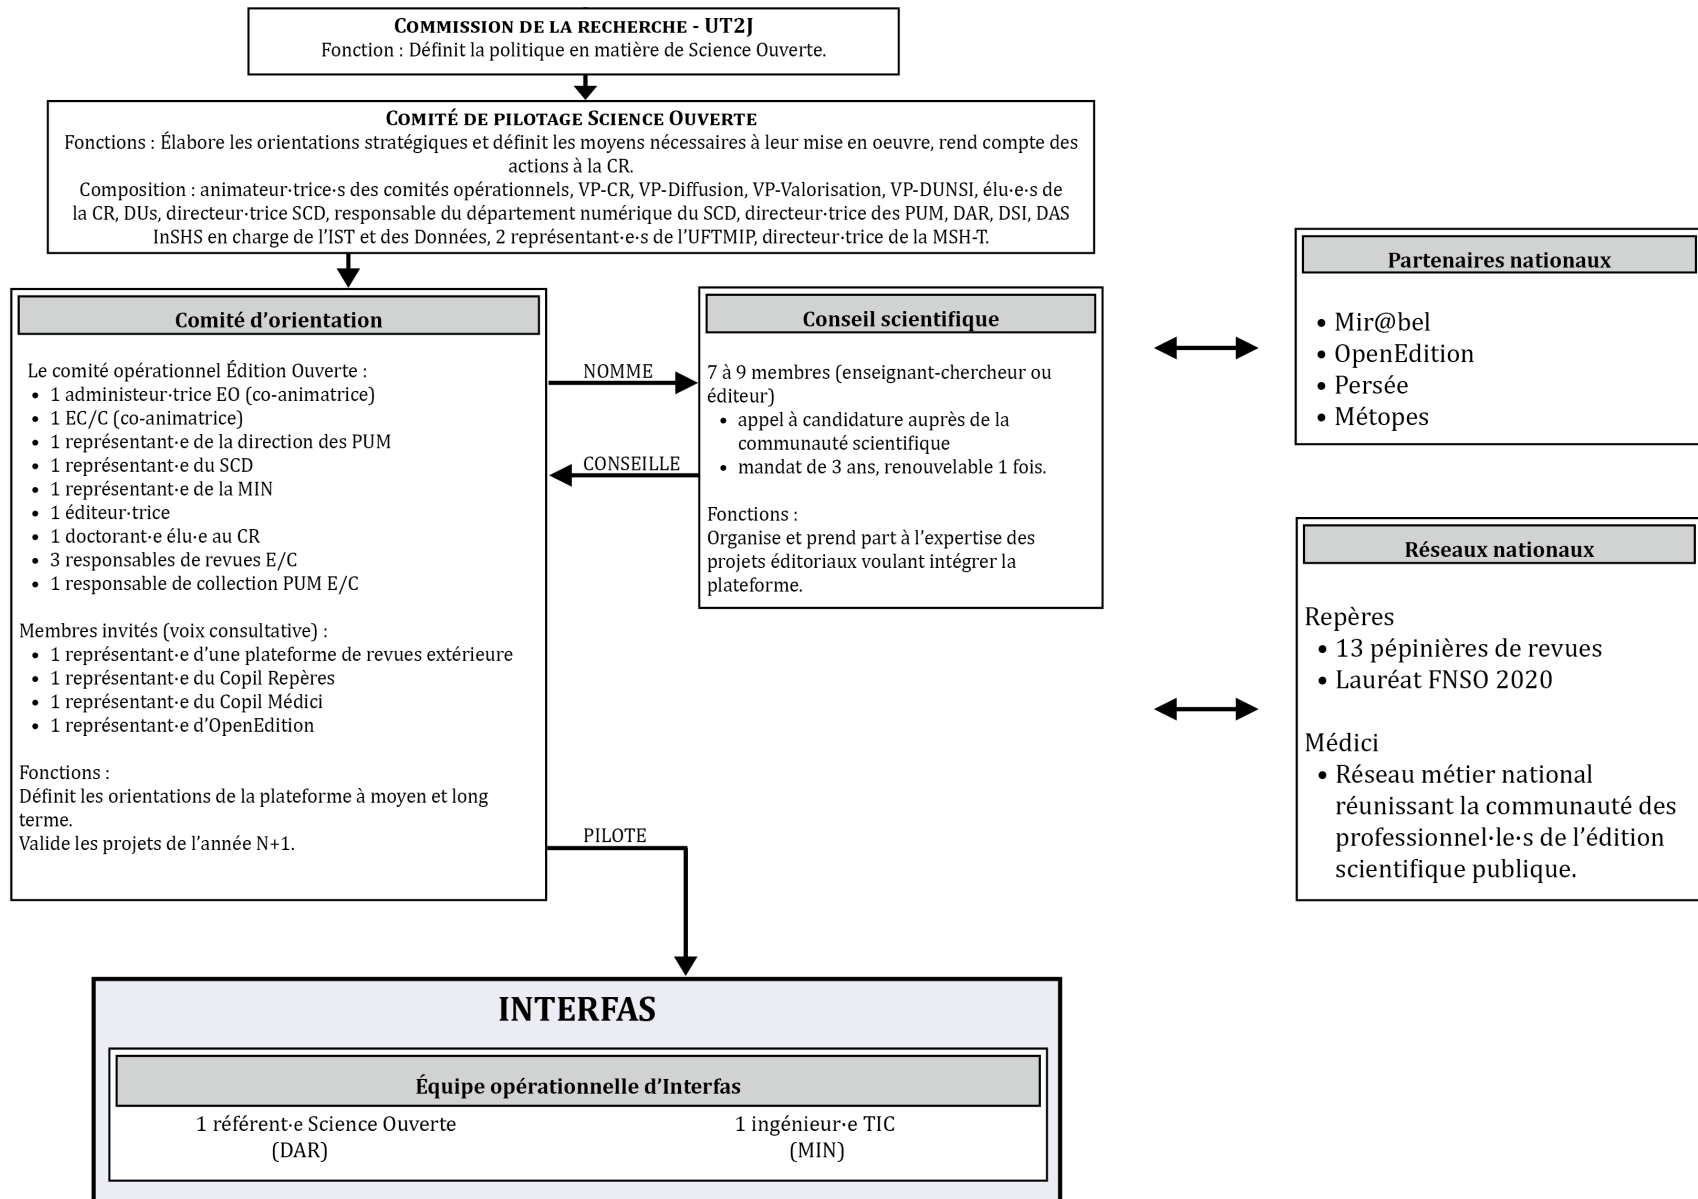 COMMISSION DE LA RECHERCHE - UT2J
Fonction : Définit la politique en matière de Science Ouverte.
COMITÉ DE PILOTAGE SCIENCE OUVERTE
Fonctions : Élabore les orientations stratégiques et définit les moyens nécessaires à leur mise en oeuvre, rend compte des
actions à la CR.
Composition : animateur·trice·s des comités opérationnels, VP-CR, VP-Diffusion, VP-Valorisation, VP-DUNSI, élu·e·s de
la CR, DUs, directeur·trice SCD, responsable du département numérique du SCD, directeur·trice des PUM, DAR, DSI, DAS
InSHS en charge de l'IST et des Données, 2 représentant·e·s de l'UFTMIP, directeur·trice de la MSH-T.
Comité d'orientation
Le comité opérationnel Édition Ouverte :
• 1 administeur·trice EO (co-animatrice)
• 1 EC/C (co-animatrice)
• 1 représentant·e de la direction des PUM
• 1 représentant·e du SCD
• 1 représentant·e de la MIN
• 1 éditeur·trice
• 1 doctorant·e élu·e au CR
• 3 responsables de revues E/C
• 1 responsable de collection PUM E/C
Membres invités (voix consultative) :
• 1 représentant·e d'une plateforme de revues extérieure
• 1 représentant·e du Copil Repères
• 1 représentant·e du Copil Médici
• 1 représentant·e d'OpenEdition
Fonctions :
Définit les orientations de la plateforme à moyen et long
terme.
Valide les projets de l'année N+1.
NOMME
CONSEILLE
PILOTE
Conseil scientifique
7 à 9 membres (enseignant-chercheur ou
éditeur)
• appel à candidature auprès de la
communauté scientifique
• mandat de 3 ans, renouvelable 1 fois.
Fonctions :
Organise et prend part à l'expertise des
projets éditoriaux voulant intégrer la
plateforme.
Partenaires nationaux
• Mir@bel
• OpenEdition
• Persée
• Métopes
Réseaux nationaux
Repères
• 13 pépinières de revues
• Lauréat FNSO 2020
Médici
• Réseau métier national
réunissant la communauté des
professionnel·le·s de l'édition
scientifique publique.
INTERFAS
Équipe opérationnelle d'Interfas
1 référent·e Science Ouverte
(DAR)
1 ingénieur·e TIC
(MIN)